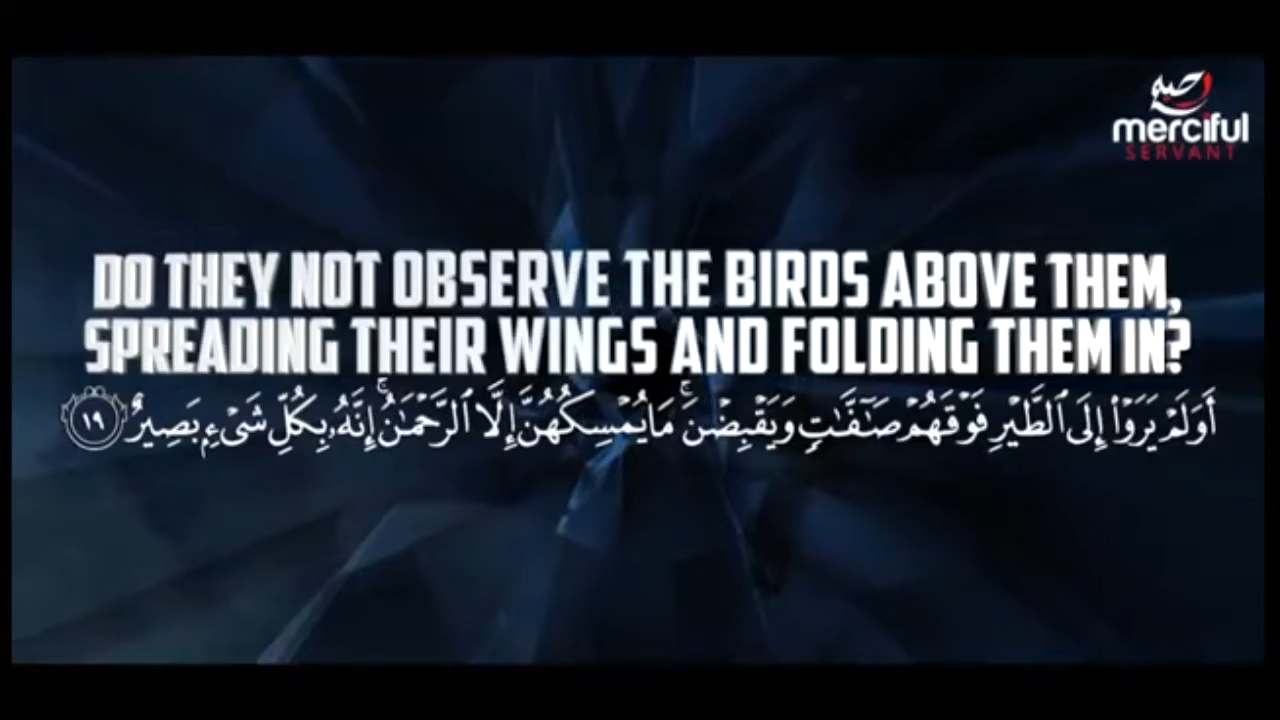 merciful
SERVANT
DO THEY NOT OBSERVE THE BIRDS ABOVE THEM,
SPREADING THEIR WINGS AND FOLDING THEM IN?
أَوَلَمْ يَرَوْا۟ إِلَى ٱلطَّيْرِ فَوْقَهُمْ صَـٰٓفَّـٰتٍ وَيَقْبِضْنَ ۚ مَا يُمْسِكُهُنَّ إِلَّا ٱلرَّحْمَـٰنُ ۚ إِنَّهُۥ بِكُلِّ شَىْءٍۭ بَصِيرٌ ١٩